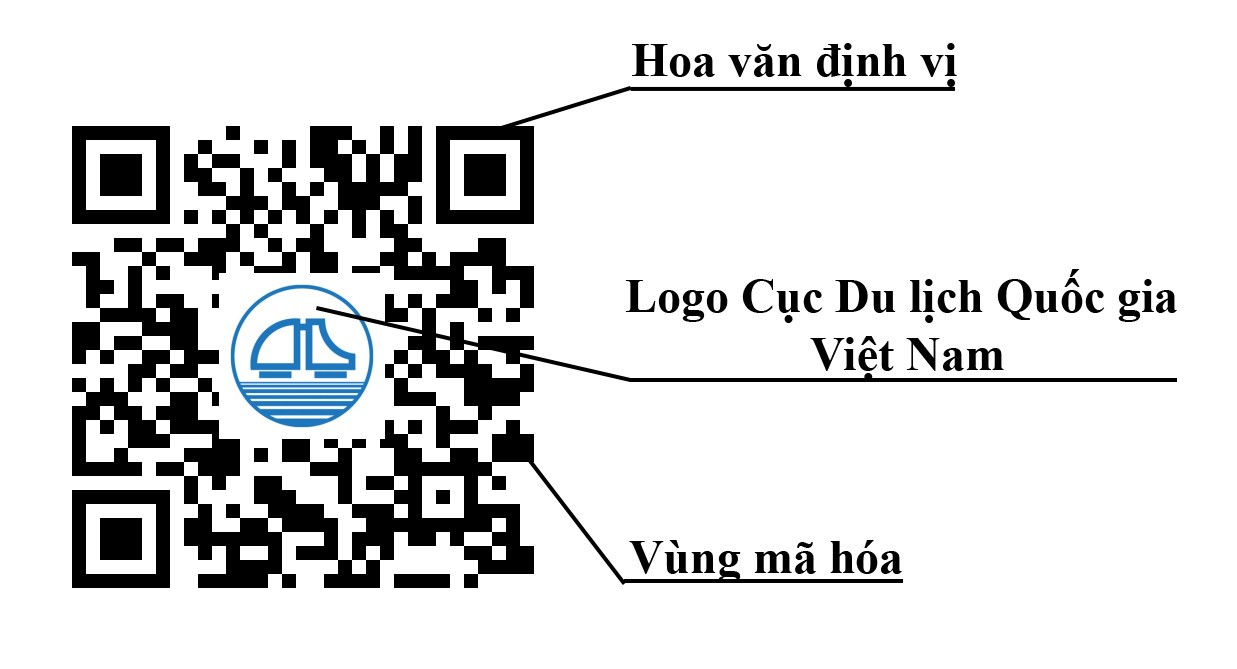 Hoa văn định vị
Logo Cục Du lịch Quốc gia
Việt Nam
Vùng mã hóa